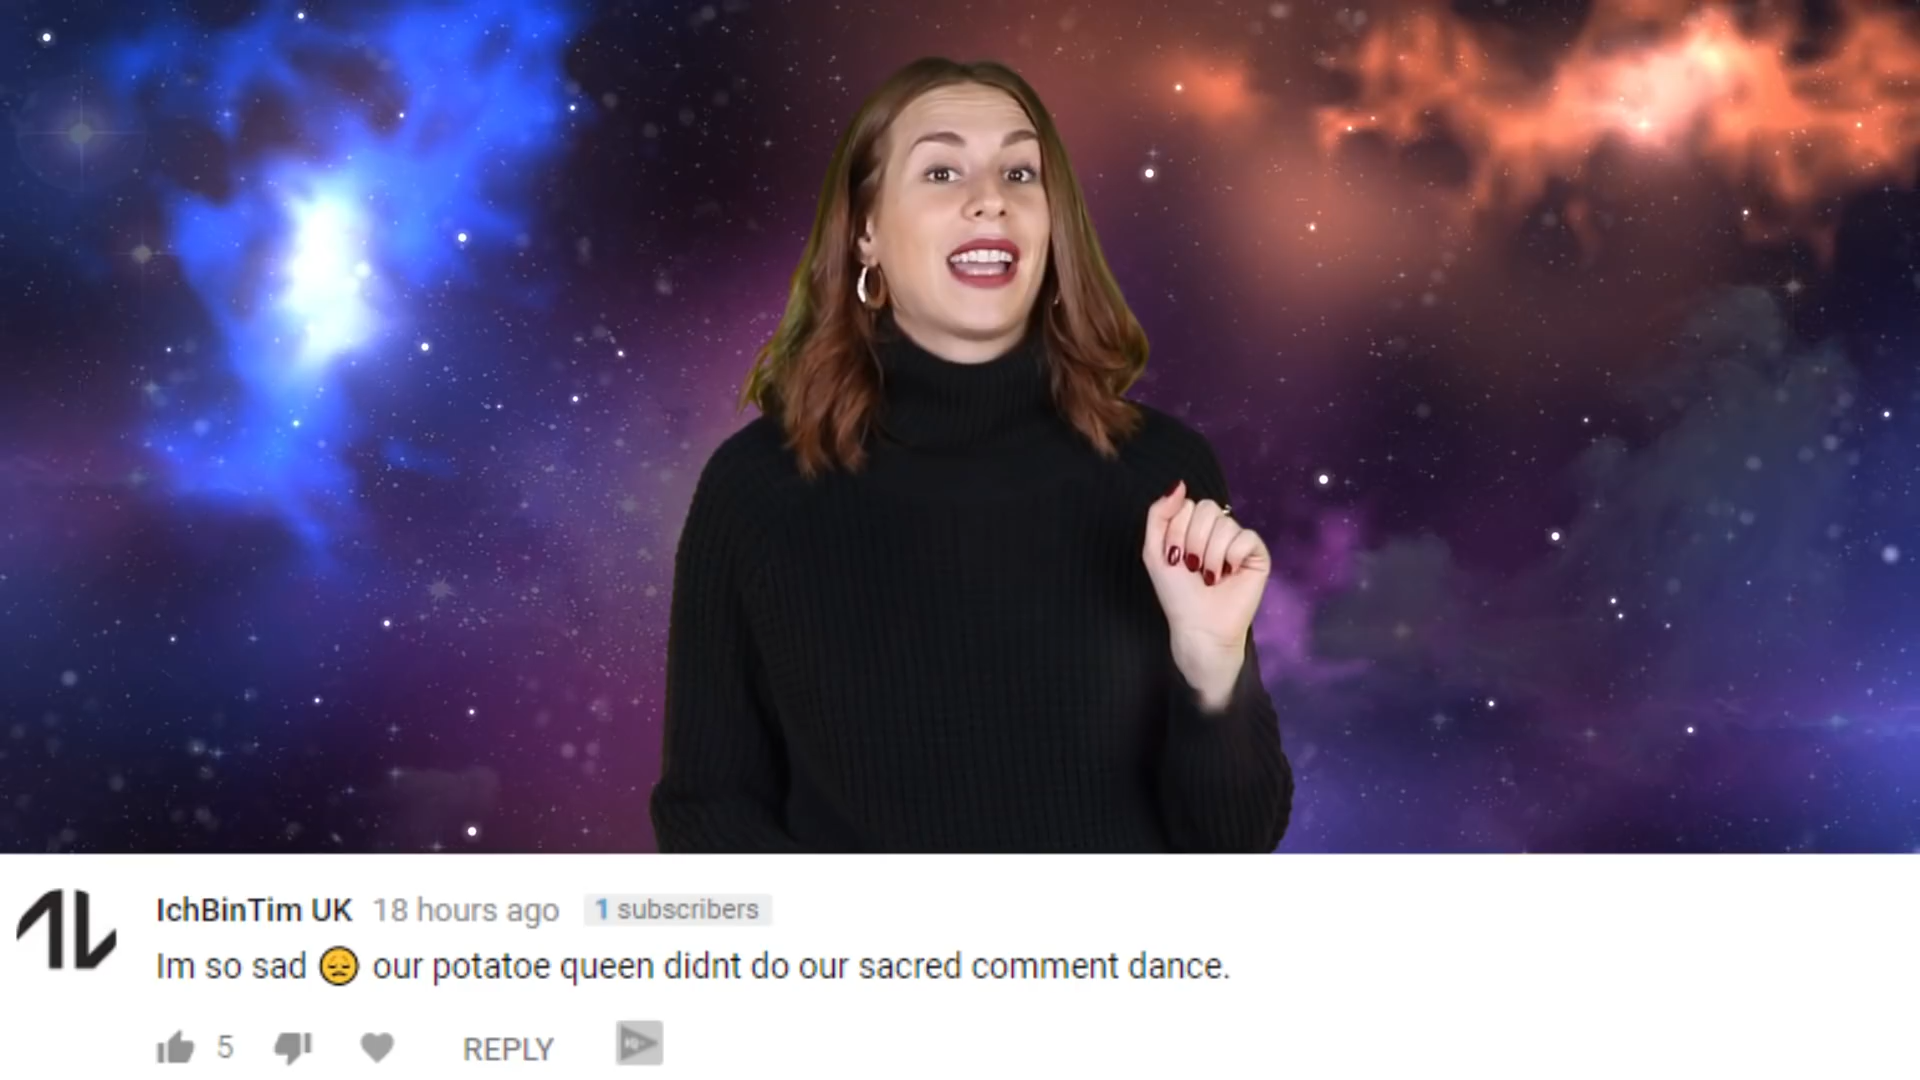 IchBinTim UK 18 hours ago 1 subscribers
Im so sad 😞 our potatoe queen didnt do our sacred comment dance.
5 REPLY